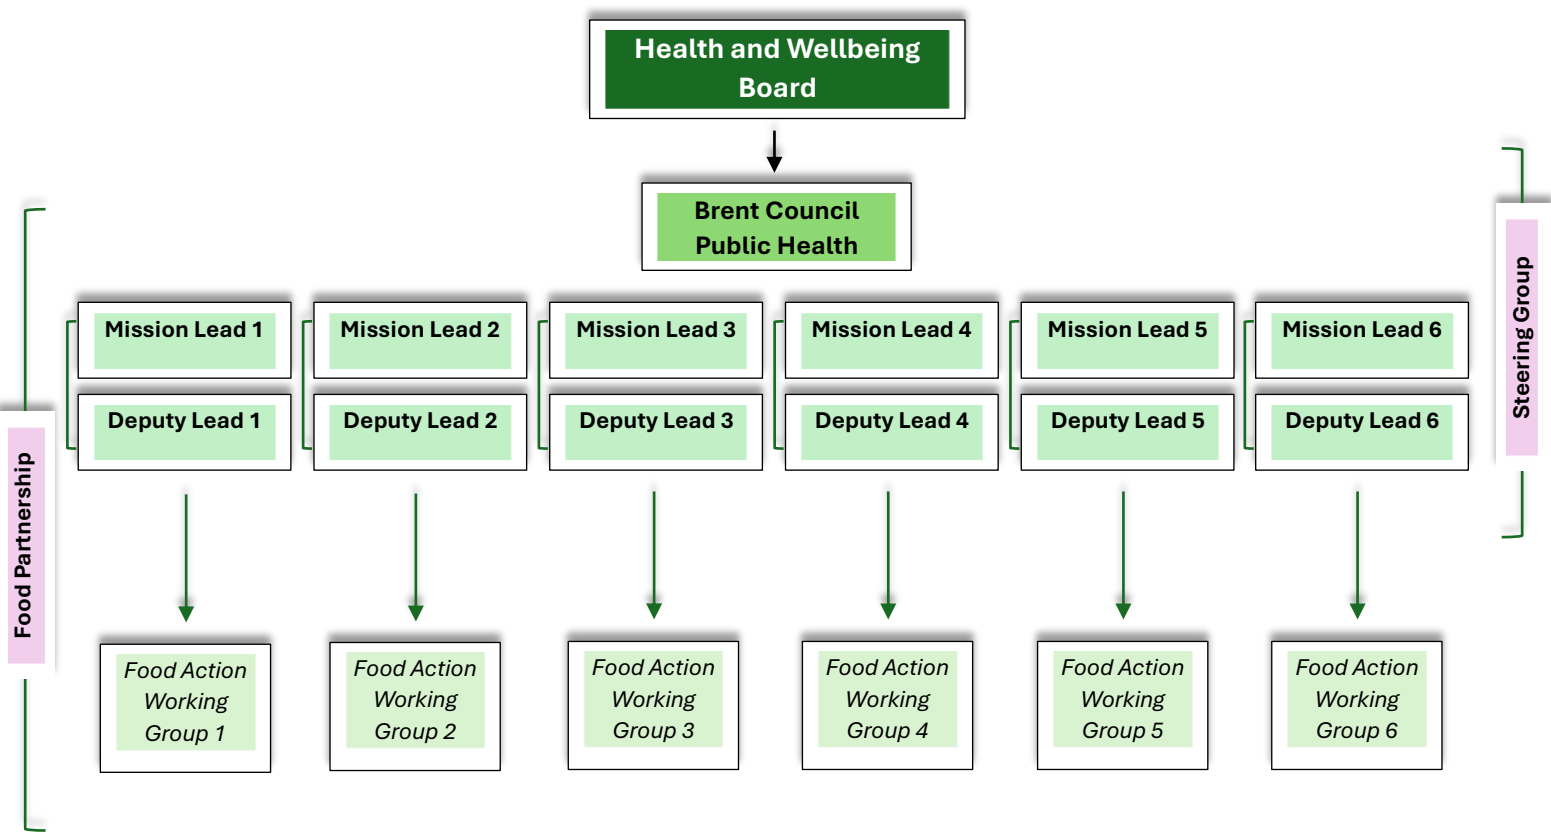 Health and Wellbeing
Board
Brent Council
Public Health
Steering Group
Food Partnership
Mission Lead 1
Mission Lead 2
Mission Lead 3
Mission Lead 4
Mission Lead 5
Mission Lead 6
Deputy Lead 1
Deputy Lead 2
Deputy Lead 3
Deputy Lead 4
Deputy Lead 5
Deputy Lead 6
Food Action
Working
Group 1
Food Action
Working
Group 2
Food Action
Working
Group 3
Food Action
Working
Group 4
Food Action
Working
Group 5
Food Action
Working
Group 6